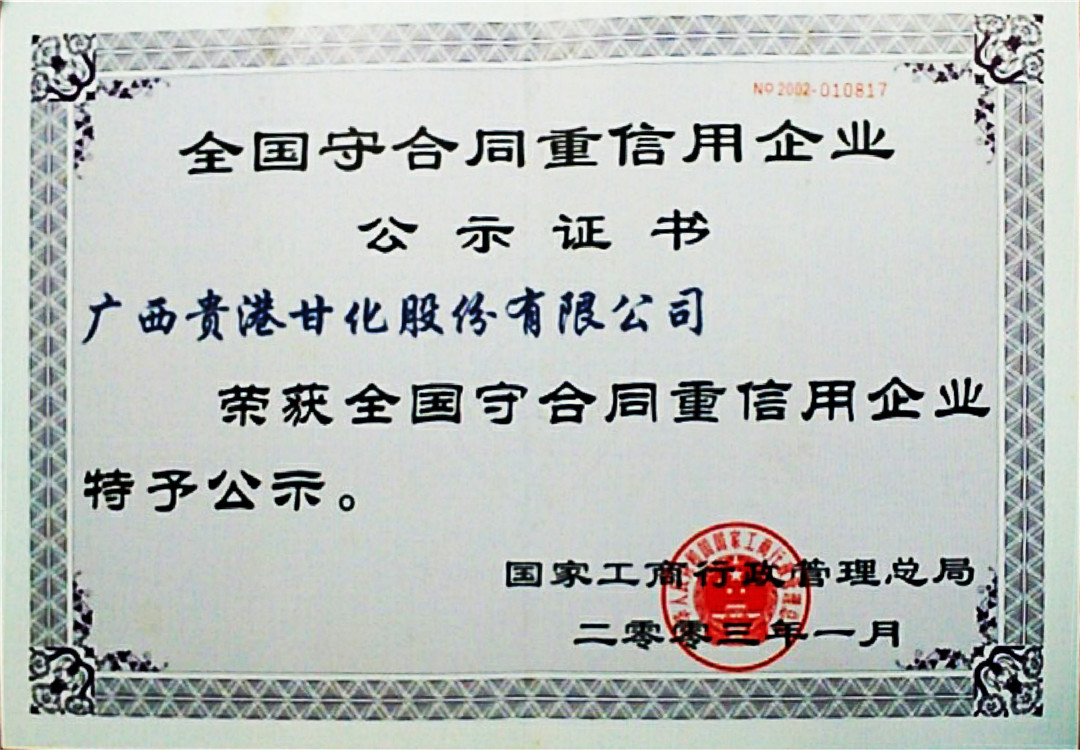 № 2002-010817
全国守合同重信用企业
公示证书
广西贵港甘化股份有限公司
荣获全国守合同重信用企业
特予公示。
国家工商行政管理总局
二零零三年一月